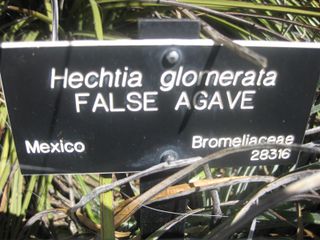 Hechtia glomerata
FALSE AGAVE
Mexico
Bromeliaceae
28316